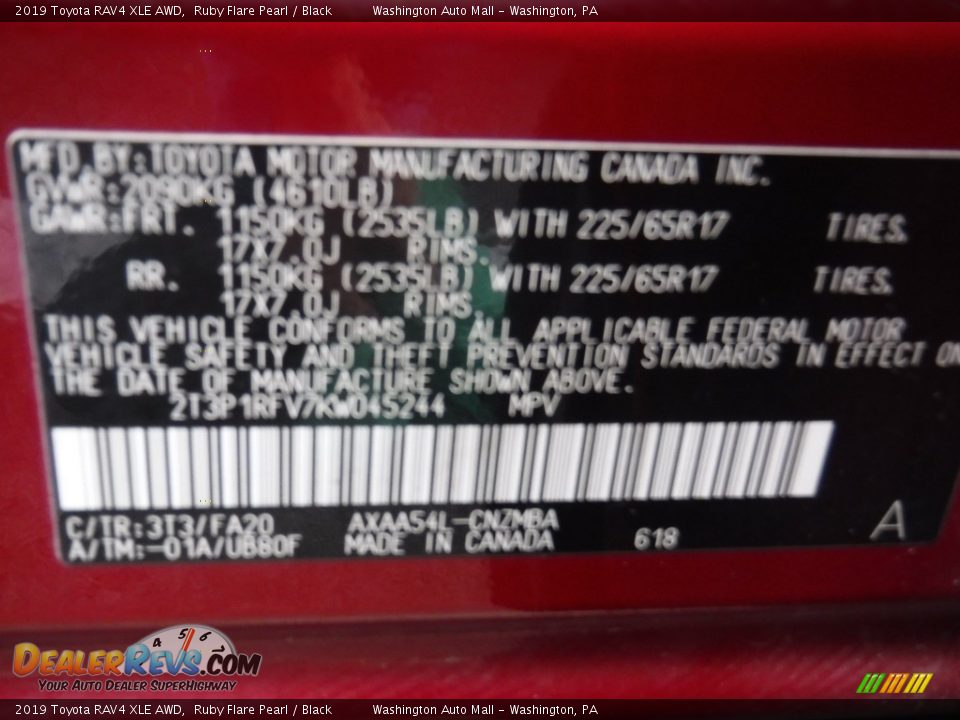 2019 Toyota RAV4 XLE AWD, Ruby Flare Pearl / Black Washington Auto Mall - Washington, PA
MFD BY:TOYOTA MOTOR MANUFACTURING CANADA INC.
GVWR:2090KG (4610LB)
GAWR:FRT. 1150KG (2535LB) WITH 225/65R17 TIRES.
17X7.0J RIMS.
RR. 1150KG (2535LB) WITH 225/65R17 TIRES.
17X7.0J RIMS.
THIS VEHICLE CONFORMS TO ALL APPLICABLE FEDERAL MOTOR
VEHICLE SAFETY AND THEFT PREVENTION STANDARDS IN EFFECT ON
THE DATE OF MANUFACTURE SHOWN ABOVE.
2T3P1RFV7KW045244 MPV
C/TR:3T3/FA20 AXAA54L-CNZMBA
A/TM:-01A/UB80F MADE IN CANADA 618 A
4 5 6 7
DEALERREVS.COM
YOUR AUTO DEALER SUPERHIGHWAY
2019 Toyota RAV4 XLE AWD, Ruby Flare Pearl / Black Washington Auto Mall - Washington, PA